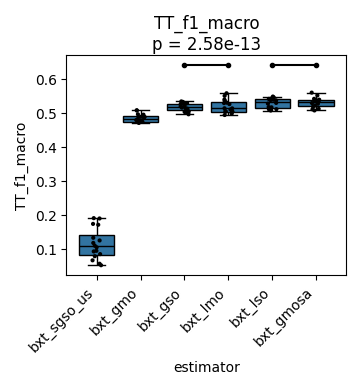 TT_f1_macro
p = 2.58e-13
TT_f1_macro
0.6
0.5
0.4
0.3
0.2
0.1
bxt_sgso_us
bxt_gmo
bxt_gso
bxt_lmo
bxt_lso
bxt_gmosa
estimator